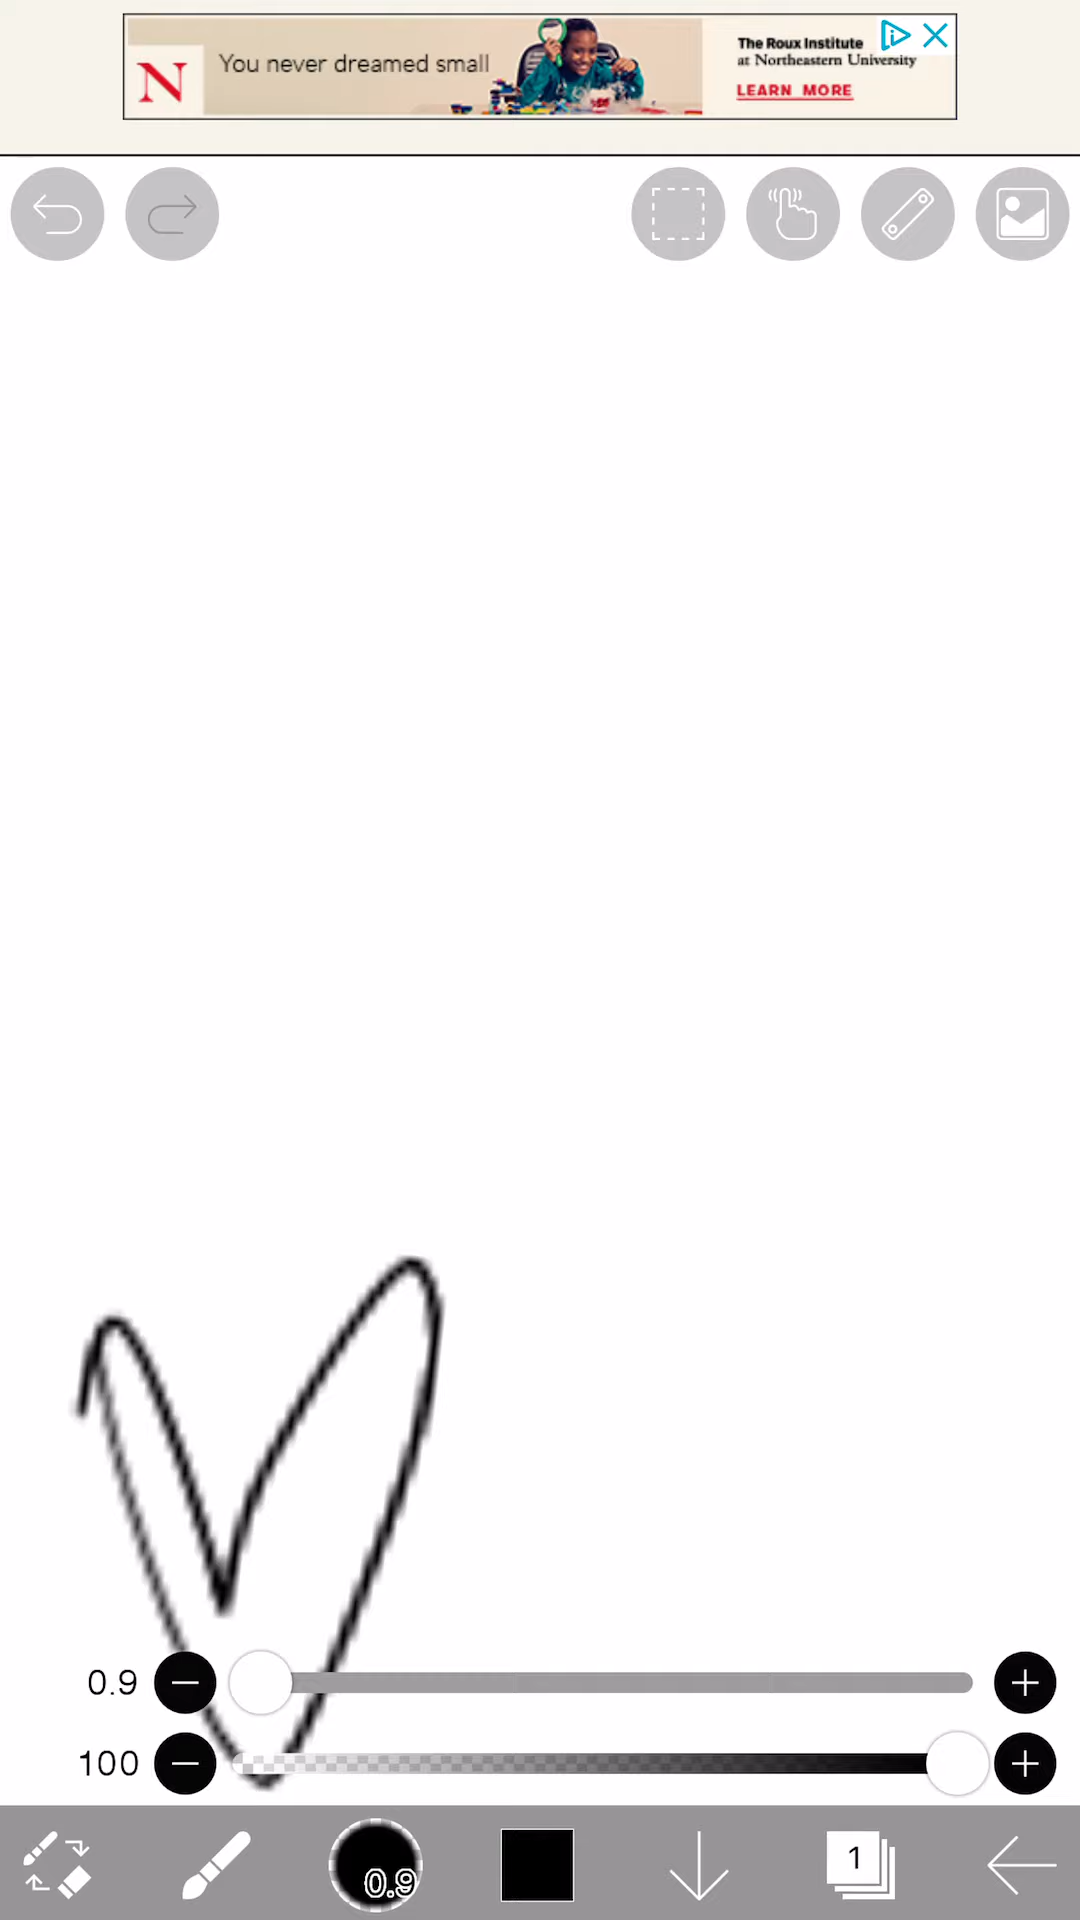 N
You never dreamed small
The Roux Institute
at Northeastern University
LEARN MORE
0.9
100
0.9
1